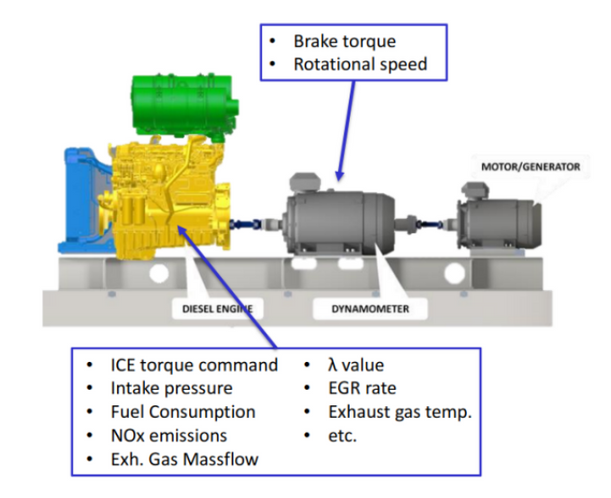 • Brake torque
• Rotational speed
MOTOR/GENERATOR
DIESEL ENGINE
DYNAMOMETER
• ICE torque command
• Intake pressure
• Fuel Consumption
• NOx emissions
• Exh. Gas Massflow
• λ value
• EGR rate
• Exhaust gas temp.
• etc.